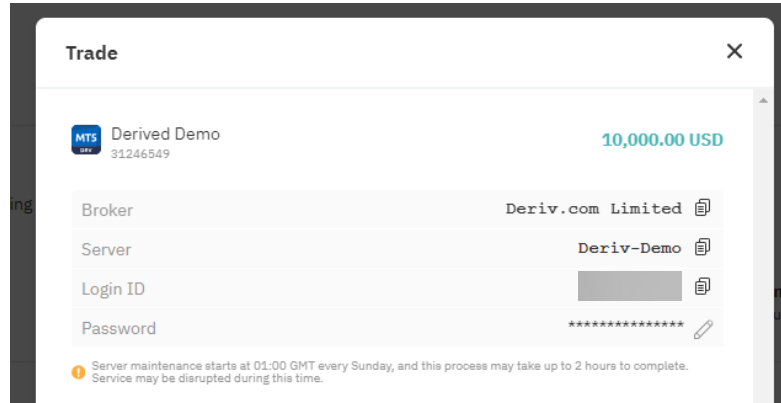 Trade
MT5
DRV
Derived Demo
31246549
10,000.00 USD
ing
Broker
Deriv.com Limited
Server
Deriv-Demo
Login ID
Password
***************
Server maintenance starts at 01:00 GMT every Sunday, and this process may take up to 2 hours to complete.
Service may be disrupted during this time.